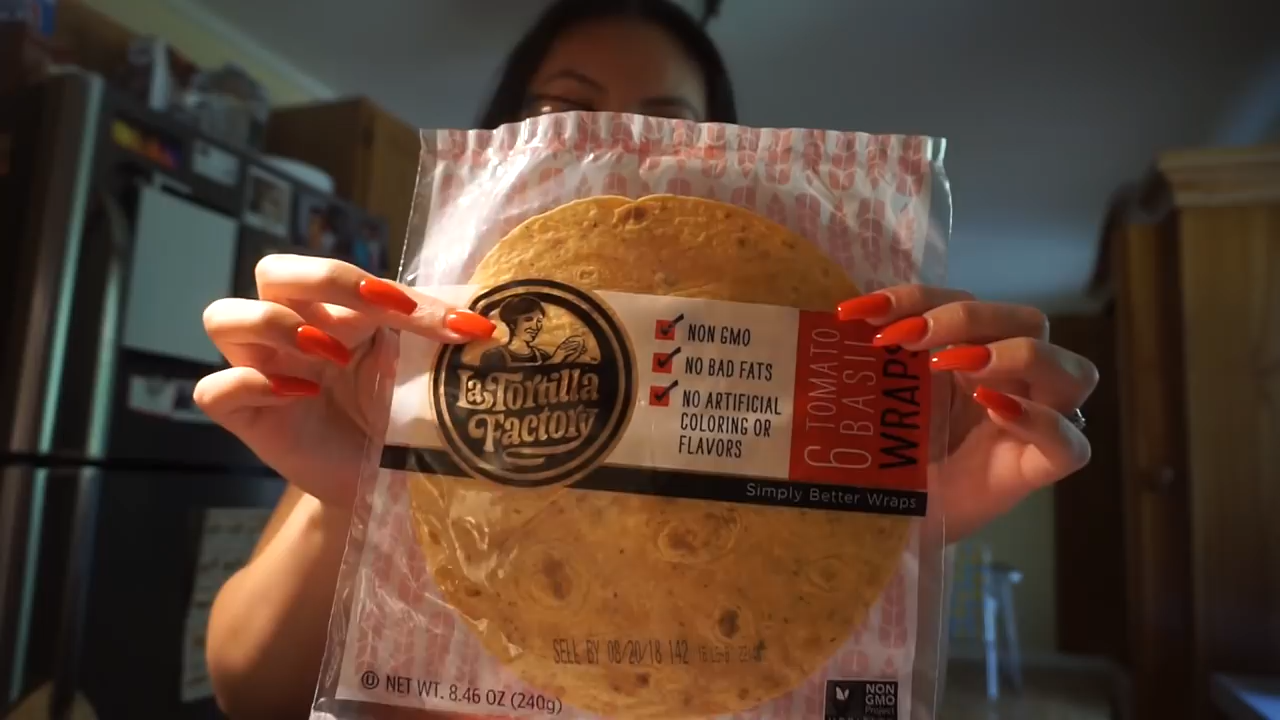 La Tortilla
Factory
NON GMO
NO BAD FATS
NO ARTIFICIAL
COLORING OR
FLAVORS
6 TOMATO
BASIL
WRAPS
Simply Better Wraps
SELL BY 08/20/18 142
Ⓤ NET WT. 8.46 OZ (240g)
NON
GMO
Project